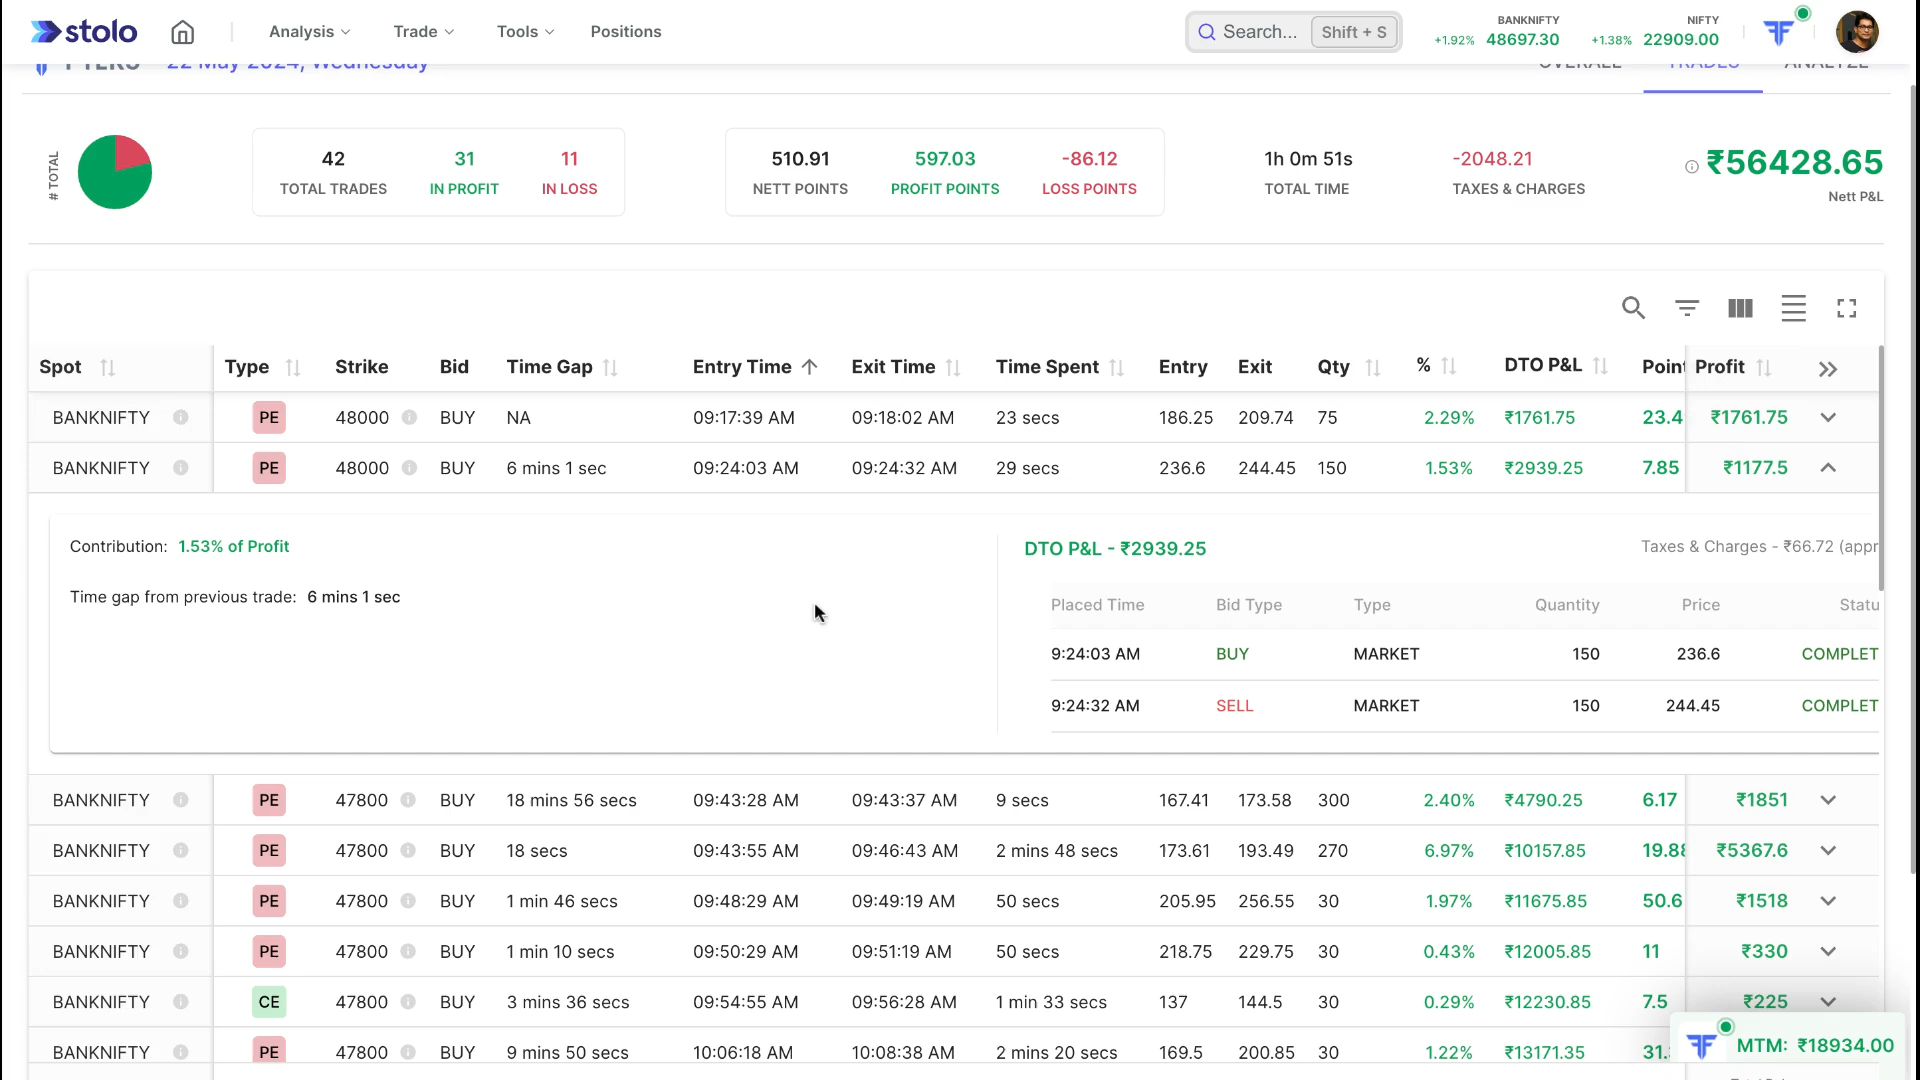 stolo Analysis Trade Tools Positions Search... Shift + S BANKNIFTY +1.92% 48697.30 NIFTY +1.38% 22909.00
22 May 2024, Wednesday OVERALL TRADES ANALYZE
# TOTAL
42 31 11 510.91 597.03 -86.12 1h 0m 51s -2048.21 ₹56428.65
TOTAL TRADES IN PROFIT IN LOSS NETT POINTS PROFIT POINTS LOSS POINTS TOTAL TIME TAXES & CHARGES Nett P&L
Spot Type Strike Bid Time Gap Entry Time Exit Time Time Spent Entry Exit Qty % DTO P&L Point Profit
BANKNIFTY PE 48000 BUY NA 09:17:39 AM 09:18:02 AM 23 secs 186.25 209.74 75 2.29% ₹1761.75 23.4 ₹1761.75
BANKNIFTY PE 48000 BUY 6 mins 1 sec 09:24:03 AM 09:24:32 AM 29 secs 236.6 244.45 150 1.53% ₹2939.25 7.85 ₹1177.5
Contribution: 1.53% of Profit
Time gap from previous trade: 6 mins 1 sec
DTO P&L - ₹2939.25 Taxes & Charges - ₹66.72 (appr
Placed Time Bid Type Type Quantity Price Statu
9:24:03 AM BUY MARKET 150 236.6 COMPLET
9:24:32 AM SELL MARKET 150 244.45 COMPLET
BANKNIFTY PE 47800 BUY 18 mins 56 secs 09:43:28 AM 09:43:37 AM 9 secs 167.41 173.58 300 2.40% ₹4790.25 6.17 ₹1851
BANKNIFTY PE 47800 BUY 18 secs 09:43:55 AM 09:46:43 AM 2 mins 48 secs 173.61 193.49 270 6.97% ₹10157.85 19.88 ₹5367.6
BANKNIFTY PE 47800 BUY 1 min 46 secs 09:48:29 AM 09:49:19 AM 50 secs 205.95 256.55 30 1.97% ₹11675.85 50.6 ₹1518
BANKNIFTY PE 47800 BUY 1 min 10 secs 09:50:29 AM 09:51:19 AM 50 secs 218.75 229.75 30 0.43% ₹12005.85 11 ₹330
BANKNIFTY CE 47800 BUY 3 mins 36 secs 09:54:55 AM 09:56:28 AM 1 min 33 secs 137 144.5 30 0.29% ₹12230.85 7.5 ₹225
BANKNIFTY PE 47800 BUY 9 mins 50 secs 10:06:18 AM 10:08:38 AM 2 mins 20 secs 169.5 200.85 30 1.22% ₹13171.35 31. MTM: ₹18934.00